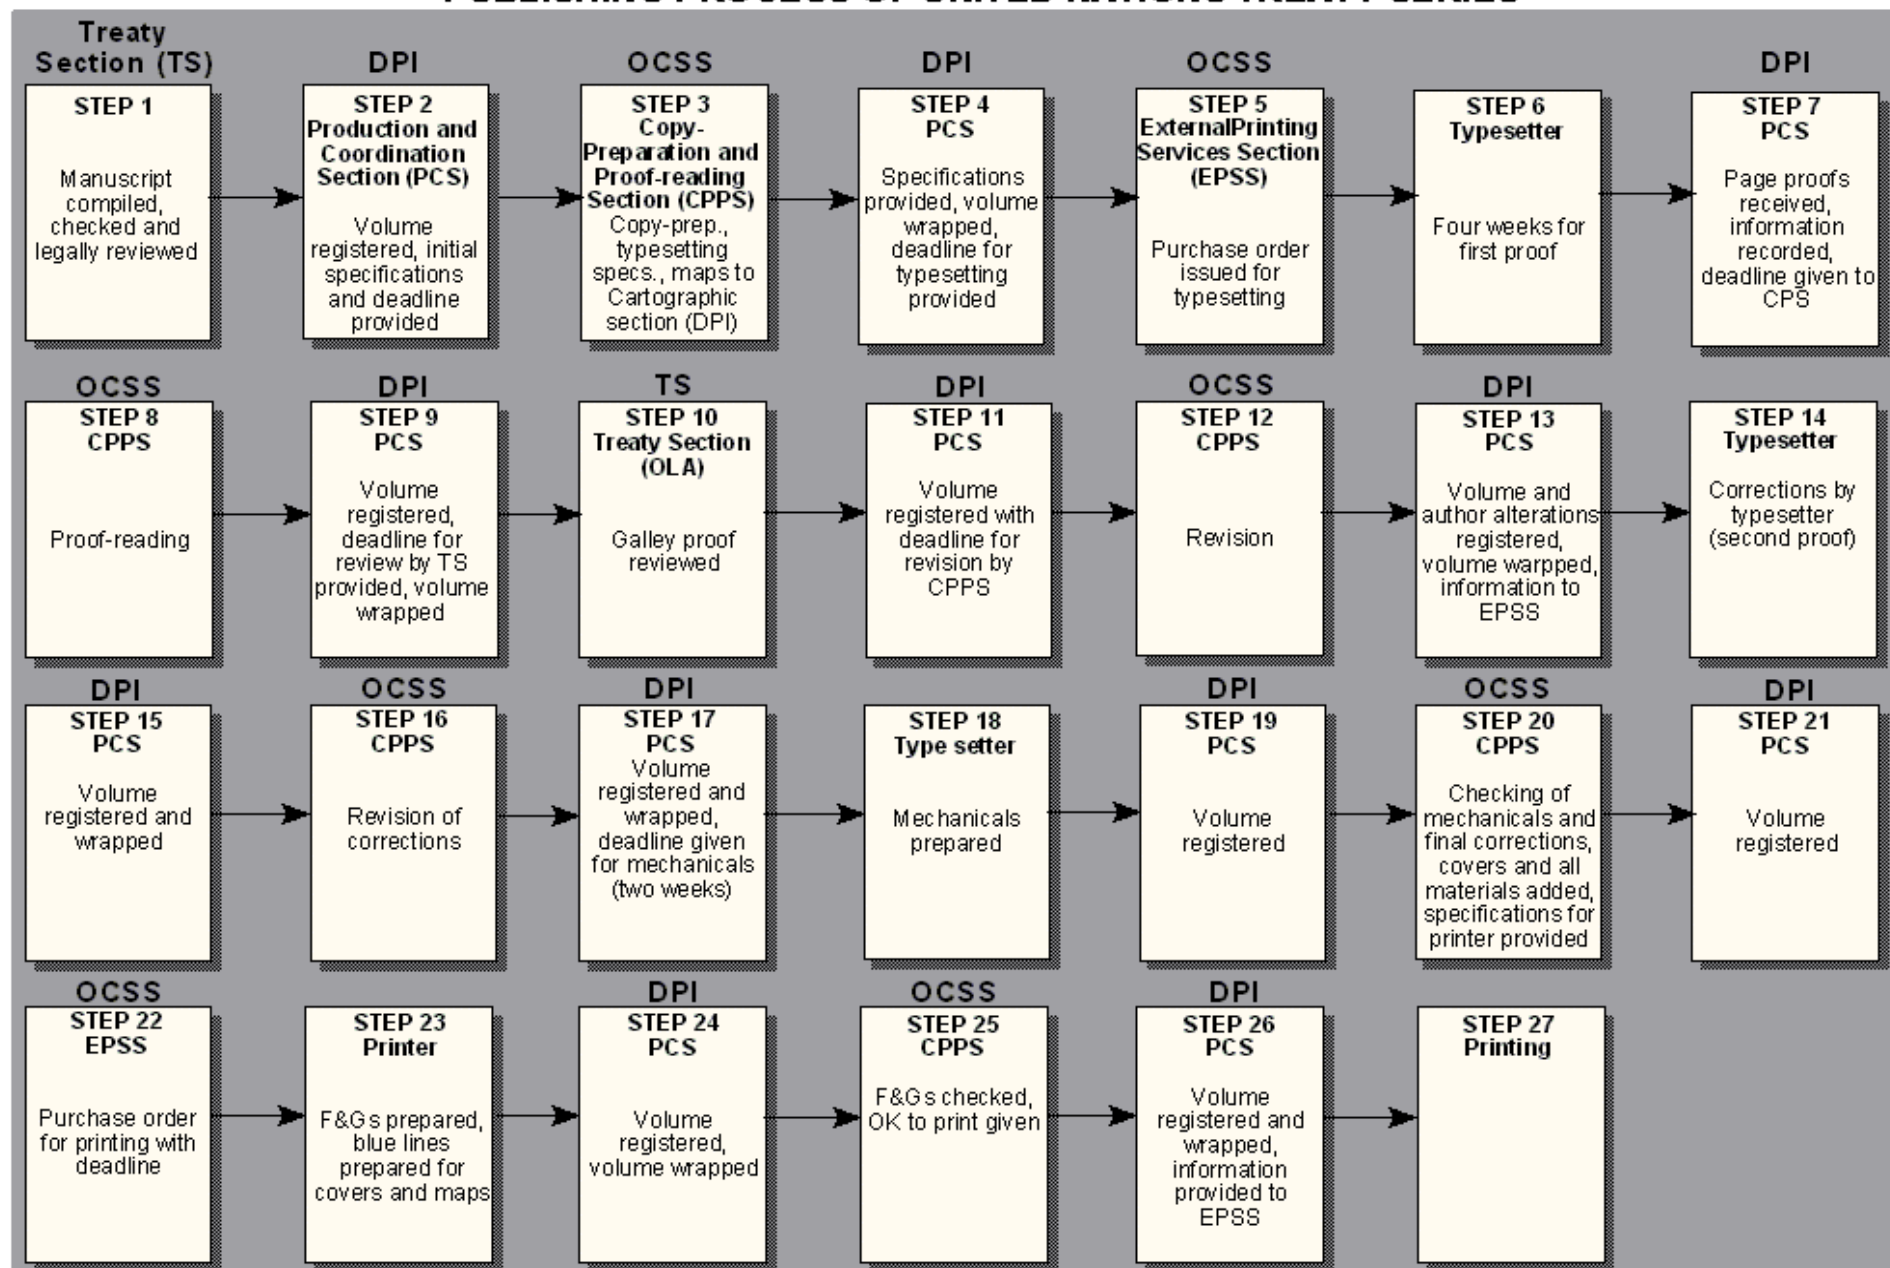 Treaty
Section (TS)
STEP 1
Manuscript
compiled,
checked and
legally reviewed
DPI
STEP 2
Production and
Coordination
Section (PCS)
Volume
registered, initial
specifications
and deadline
provided
OCSS
STEP 3
Copy-
Preparation and
Proof-reading
Section (CPPS)
Copy-prep.,
typesetting
specs., maps to
Cartographic
section (DPI)
DPI
STEP 4
PCS
Specifications
provided, volume
wrapped,
deadline for
typesetting
provided
OCSS
STEP 5
ExternalPrinting
Services Section
(EPSS)
Purchase order
issued for
typesetting
STEP 6
Typesetter
Four weeks for
first proof
DPI
STEP 7
PCS
Page proofs
received,
information
recorded,
deadline given to
CPS
OCSS
STEP 8
CPPS
Proof-reading
DPI
STEP 9
PCS
Volume
registered,
deadline for
review by TS
provided, volume
wrapped
TS
STEP 10
Treaty Section
(OLA)
Galley proof
reviewed
DPI
STEP 11
PCS
Volume
registered with
deadline for
revision by
CPPS
OCSS
STEP 12
CPPS
Revision
DPI
STEP 13
PCS
Volume and
author alterations
registered,
volume warpped,
information to
EPSS
STEP 14
Typesetter
Corrections by
typesetter
(second proof)
DPI
STEP 15
PCS
Volume
registered and
wrapped
OCSS
STEP 16
CPPS
Revision of
corrections
DPI
STEP 17
PCS
Volume
registered and
wrapped,
deadline given
for mechanicals
(two weeks)
STEP 18
Type setter
Mechanicals
prepared
DPI
STEP 19
PCS
Volume
registered
OCSS
STEP 20
CPPS
Checking of
mechanicals and
final corrections,
covers and all
materials added,
specifications for
printer provided
DPI
STEP 21
PCS
Volume
registered
OCSS
STEP 22
EPSS
Purchase order
for printing with
deadline
STEP 23
Printer
F&Gs prepared,
blue lines
prepared for
covers and maps
DPI
STEP 24
PCS
Volume
registered,
volume wrapped
OCSS
STEP 25
CPPS
F&Gs checked,
OK to print given
DPI
STEP 26
PCS
Volume
registered and
wrapped,
information
provided to
EPSS
STEP 27
Printing